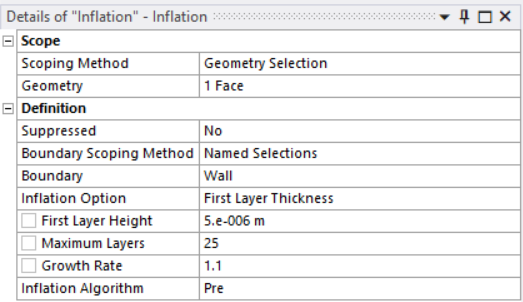 Details of "Inflation" - Inflation
Scope
Scoping Method Geometry Selection
Geometry 1 Face
Definition
Suppressed No
Boundary Scoping Method Named Selections
Boundary Wall
Inflation Option First Layer Thickness
First Layer Height 5.e-006 m
Maximum Layers 25
Growth Rate 1.1
Inflation Algorithm Pre